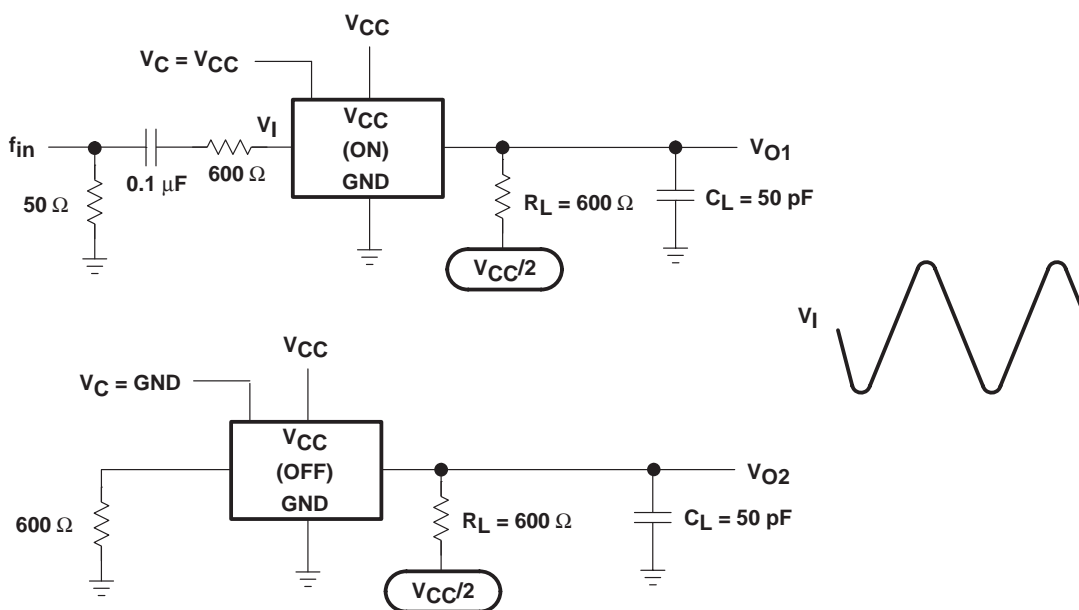 VCC
VC = VCC
fin
VI
VCC
(ON)
GND
VO1
0.1 μF
600 Ω
50 Ω
RL = 600 Ω
CL = 50 pF
VCC/2
VI
VCC
VC = GND
VCC
(OFF)
GND
VO2
600 Ω
RL = 600 Ω
CL = 50 pF
VCC/2